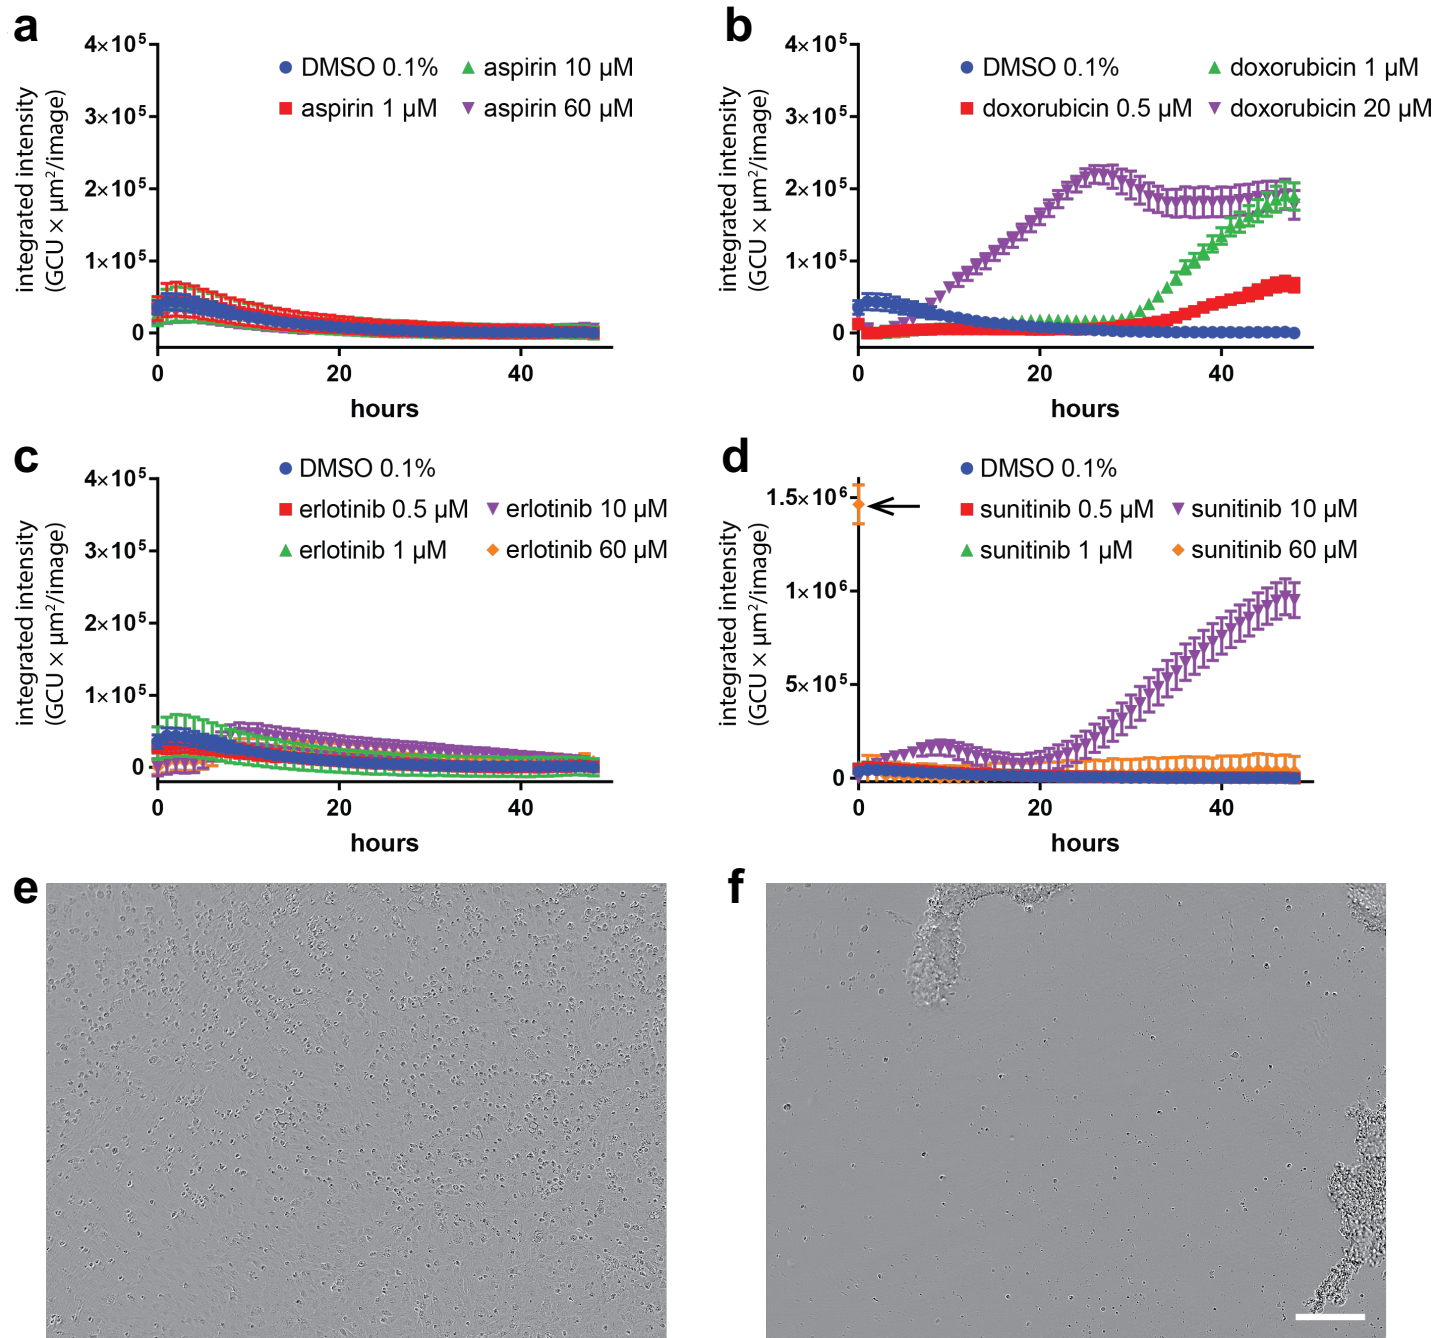 a
4×10⁵
3×10⁵
2×10⁵
1×10⁵
0
integrated intensity
(GCU × µm²/image)
DMSO 0.1%
aspirin 10 µM
aspirin 1 µM
aspirin 60 µM
0 20 40
hours
b
4×10⁵
3×10⁵
2×10⁵
1×10⁵
0
integrated intensity
(GCU × µm²/image)
DMSO 0.1%
doxorubicin 1 µM
doxorubicin 0.5 µM
doxorubicin 20 µM
0 20 40
hours
c
4×10⁵
3×10⁵
2×10⁵
1×10⁵
0
integrated intensity
(GCU × µm²/image)
DMSO 0.1%
erlotinib 0.5 µM
erlotinib 10 µM
erlotinib 1 µM
erlotinib 60 µM
0 20 40
hours
d
1.5×10⁶
1×10⁶
5×10⁵
0
integrated intensity
(GCU × µm²/image)
DMSO 0.1%
sunitinib 0.5 µM
sunitinib 10 µM
sunitinib 1 µM
sunitinib 60 µM
0 20 40
hours
e
f